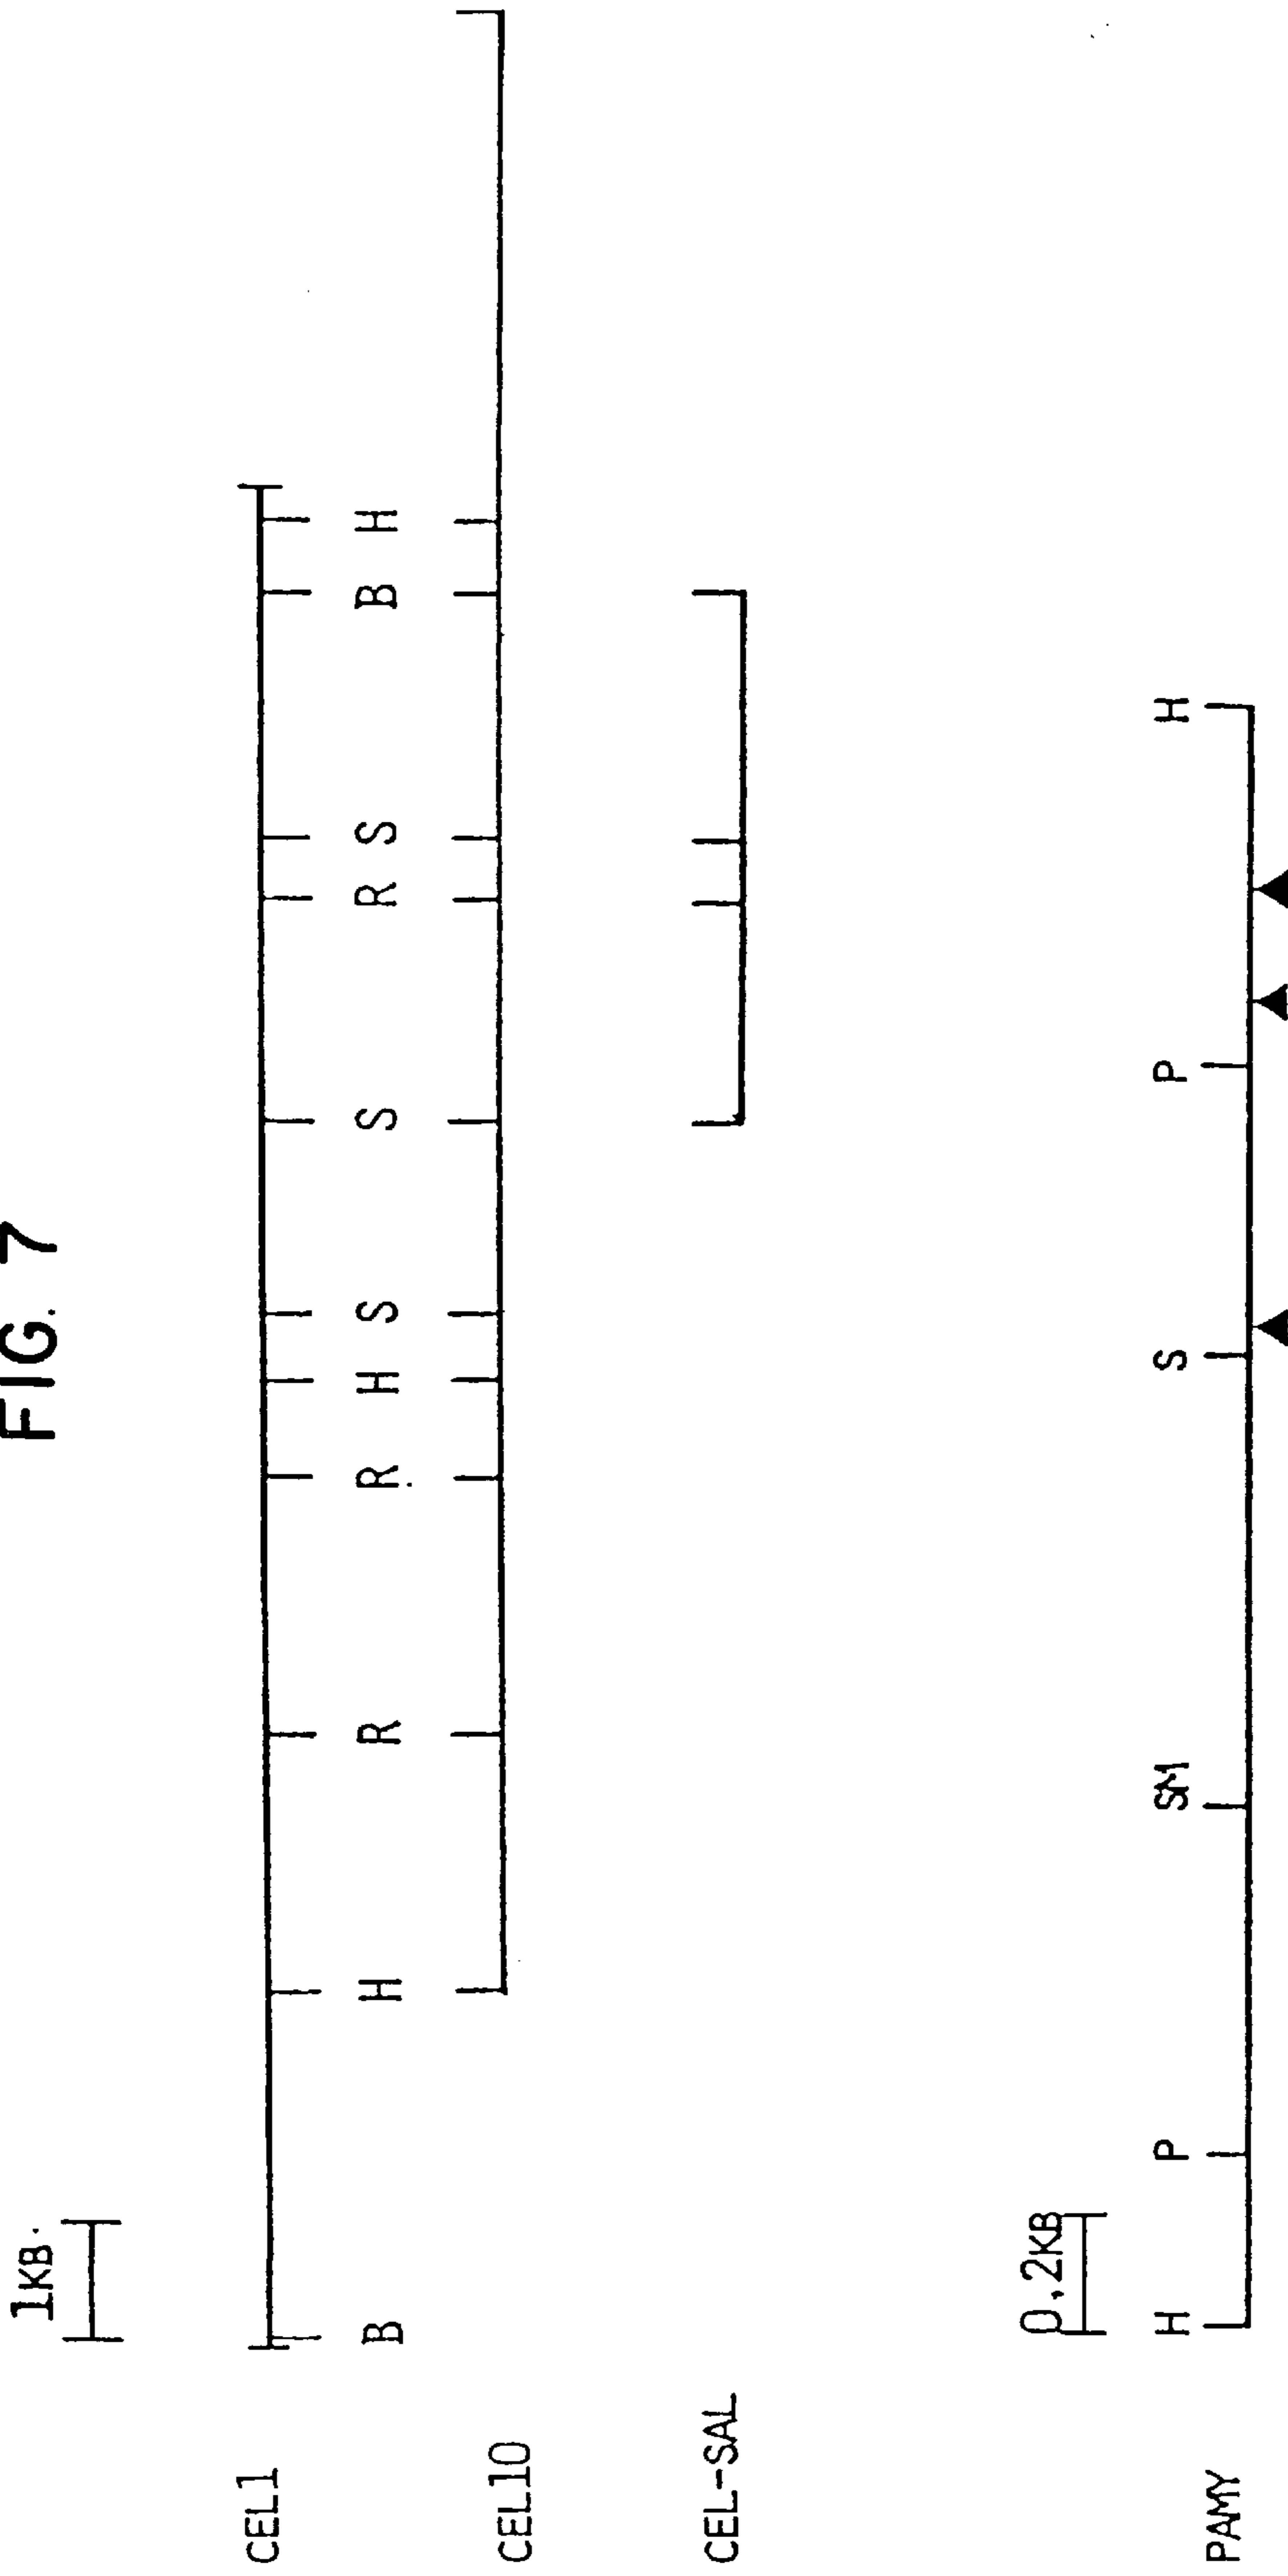 FIG. 7
1KB.
CEL1
B H R R H S S R S B H
CEL10
CEL-SAL
0,2KB
H P SM S P H
PAMY